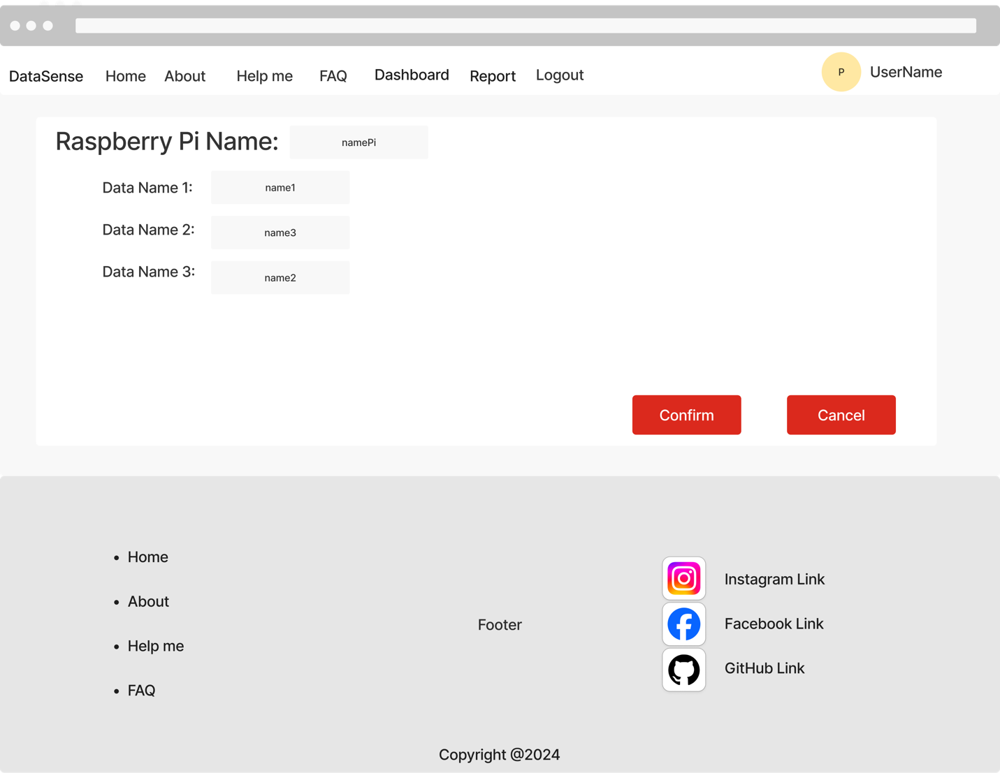 DataSense Home About Help me FAQ Dashboard Report Logout P UserName
Raspberry Pi Name: namePi
Data Name 1: name1
Data Name 2: name3
Data Name 3: name2
Confirm Cancel
Home
About
Help me
FAQ
Footer
Instagram Link
Facebook Link
GitHub Link
Copyright @2024